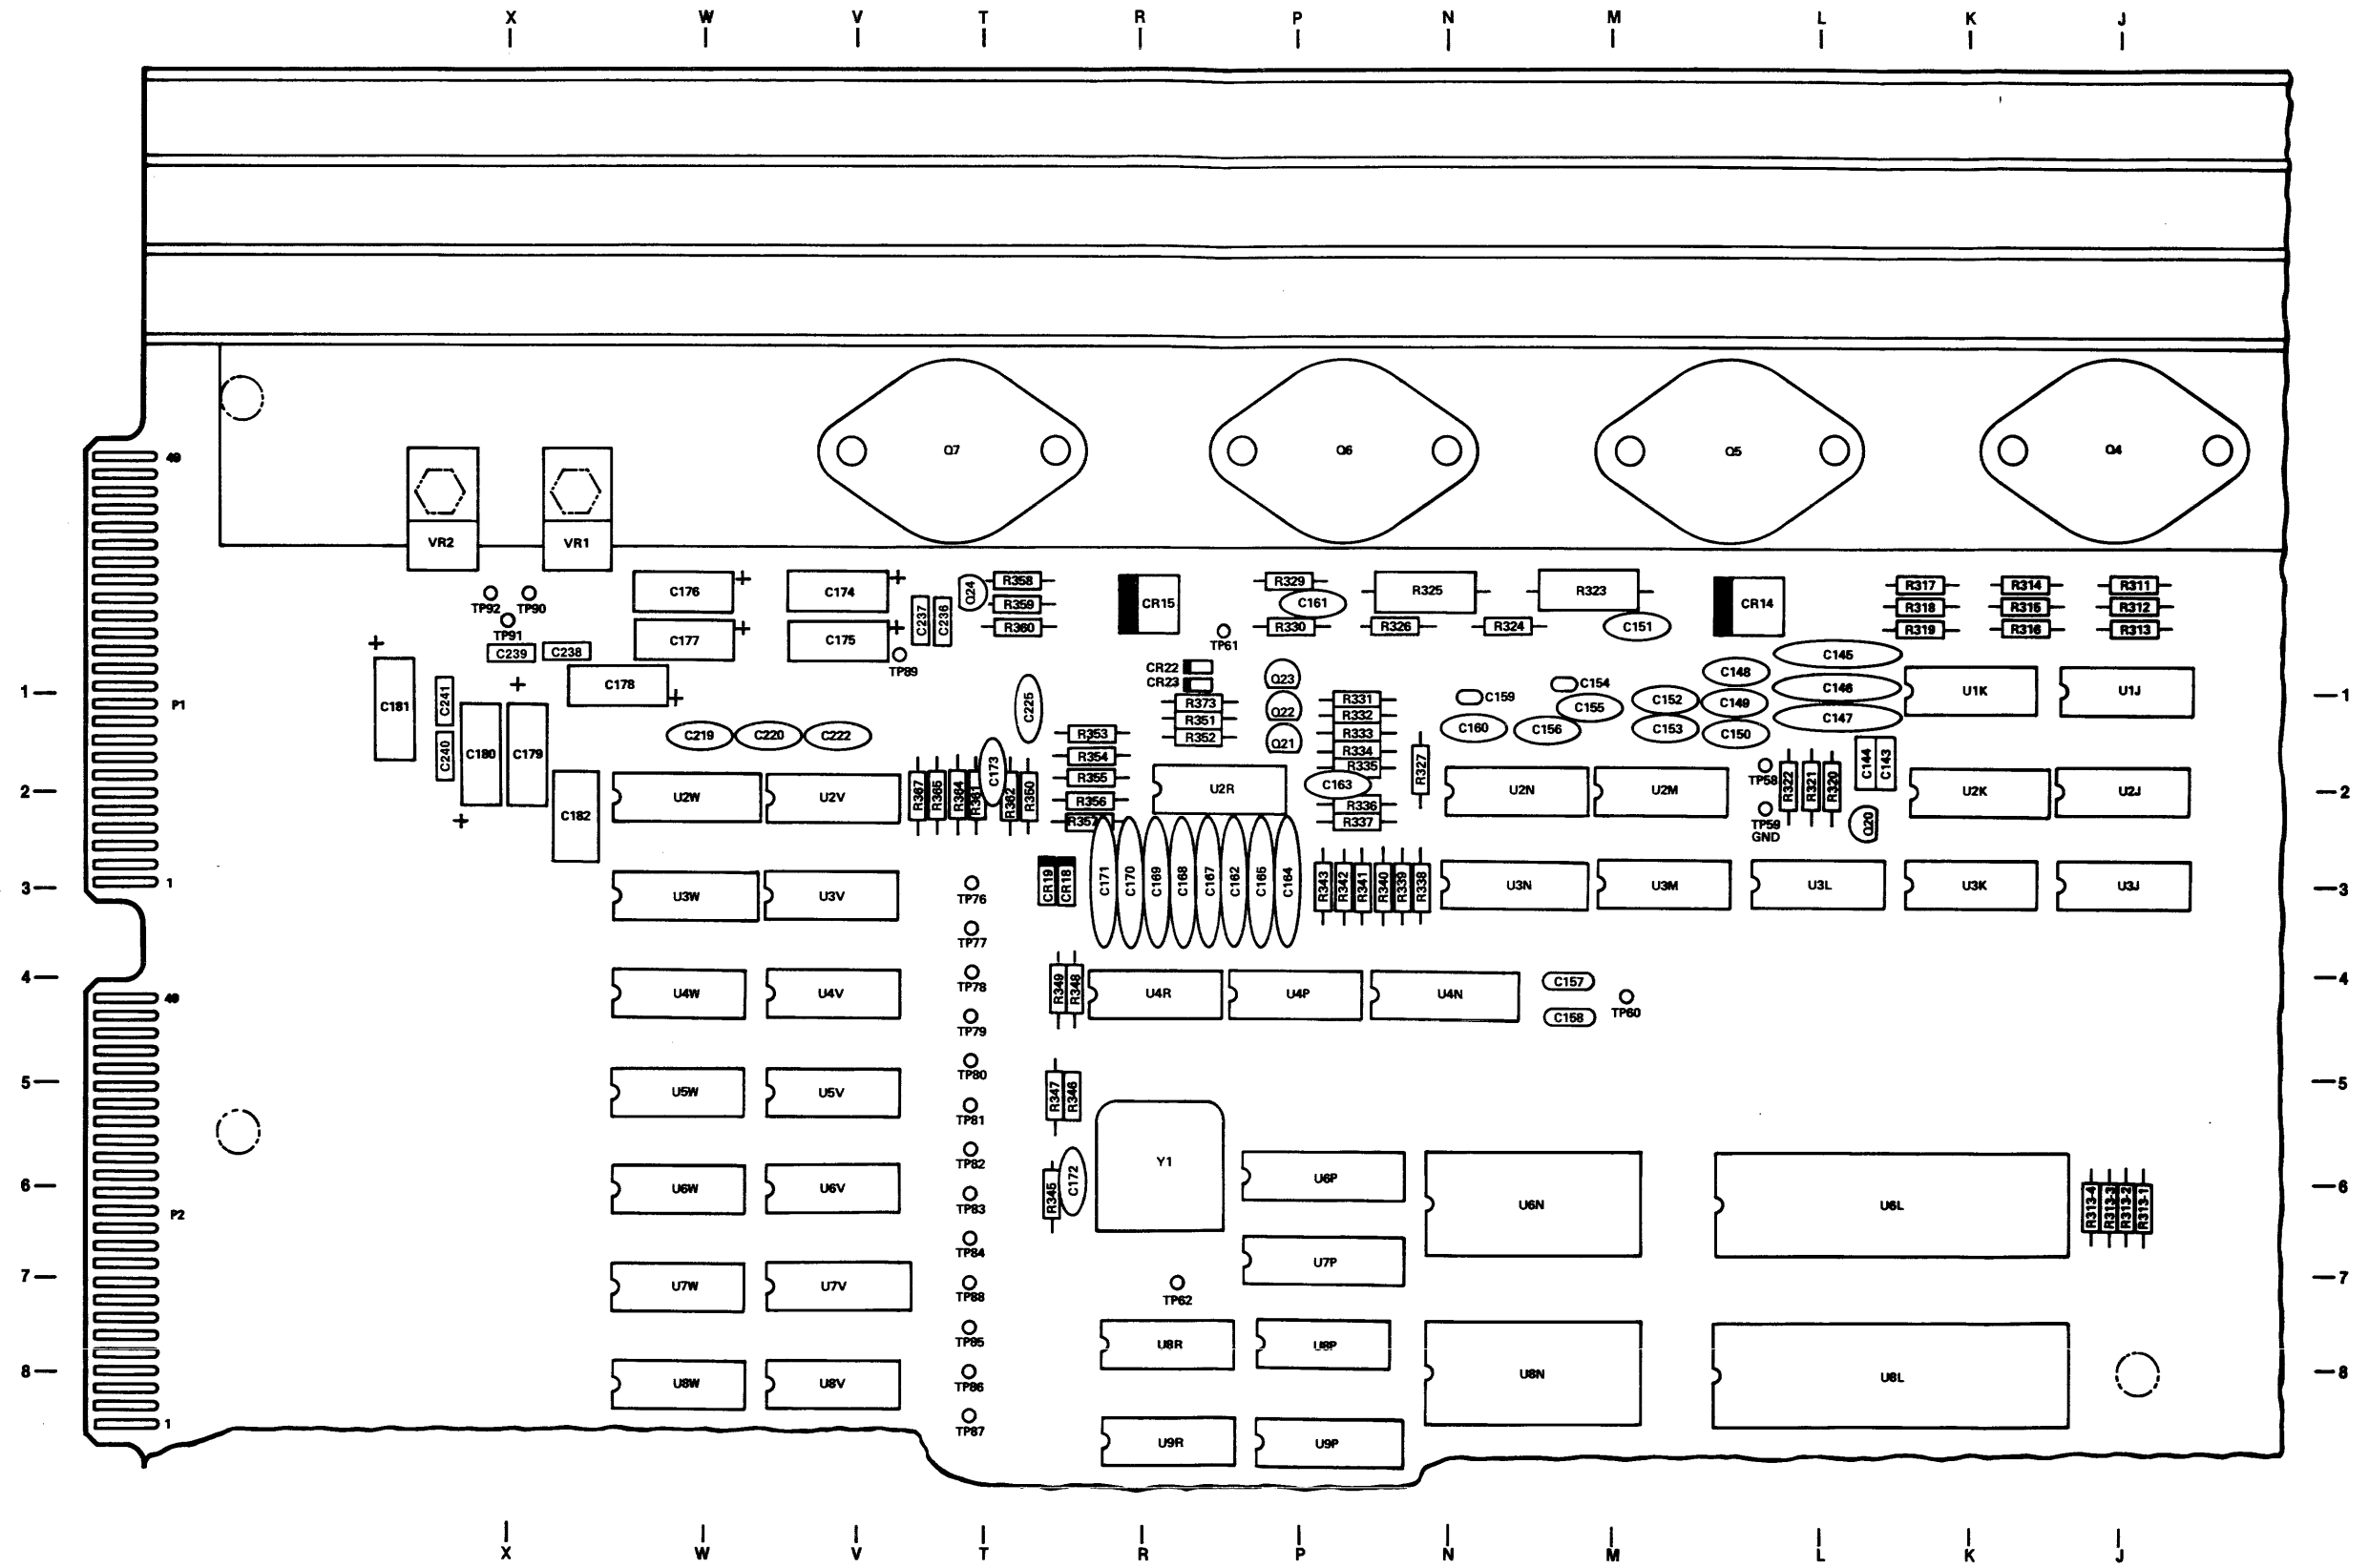 X W V T R P N M L K J
49
Q7 Q6 Q5 Q4
VR2 VR1
C176 C174 Q24 R358 CR15 R329 R325 R323 CR14 R317 R314 R311
TP92 TP90 C237 C236 R359 C161 R318 R315 R312
TP91 C177 C175 R360 TP61 R330 R326 R324 C151 R319 R316 R313
C239 C238 TP89 CR22 C145
CR23 Q23 C148
1 P1 C181 C241 C178 C225 R373 R331 C159 C154 C152 C149 C146 U1K U1J 1
R351 Q22 R332 C155 C147
C240 C180 C179 C219 C220 C222 R353 R352 Q21 R333 C160 C156 C153 C150
R354 R334 C144 C143
C173 R355 R335 R327 TP58
2 C182 U2W U2V R367 R365 R364 R361 R362 R350 R356 U2R C163 U2N U2M R322 R321 R320 U2K U2J 2
R336 TP59
R357 R337 GND Q20
3 1 U3W U3V TP76 CR19 CR18 C171 C170 C169 C168 C167 C162 C165 C164 R343 R342 R341 R340 R339 R338 U3N U3M U3L U3K U3J 3
TP77
4 49 U4W U4V TP78 R349 R348 U4R U4P U4N C157 4
TP79 C158 TP60
5 U5W U5V TP80 R347 R346 5
TP81
TP82 Y1
6 U6W U6V R345 C172 U6P U6N U6L R313-4 R313-3 R313-2 R313-1 6
P2 TP83
TP84
7 U7W U7V TP88 TP62 U7P 7
TP85 U8R U8P
8 U8W U8V TP86 U8N U8L 8
1 TP87 U9R U9P
X W V T R P N M L K J